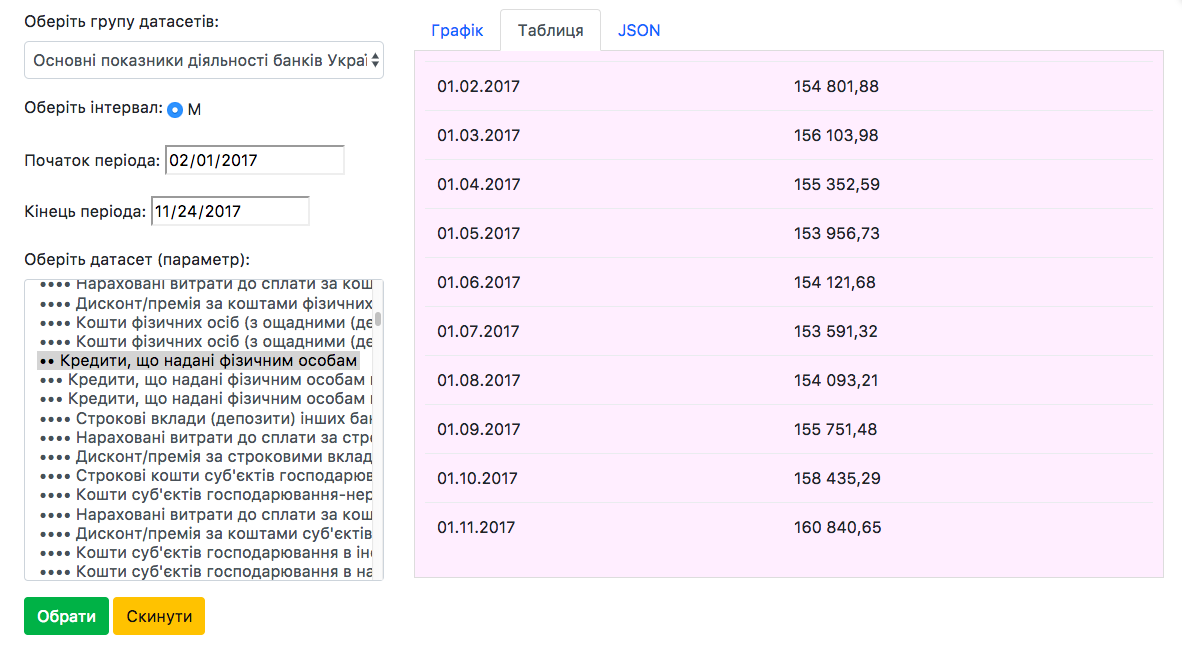 Оберіть групу датасетів:
Основні показники діяльності банків Украї
Оберіть інтервал: М
Початок періода: 02/01/2017
Кінець періода: 11/24/2017
Оберіть датасет (параметр):
•••• Нараховані витрати до сплати за кош
•••• Дисконт/премія за коштами фізичних
•••• Кошти фізичних осіб (з ощадними (де
•••• Кошти фізичних осіб (з ощадними (де
•• Кредити, що надані фізичним особам
••• Кредити, що надані фізичним особам
••• Кредити, що надані фізичним особам
•••• Строкові вклади (депозити) інших бан
•••• Нараховані витрати до сплати за стро
•••• Дисконт/премія за строковими вклад
•••• Строкові кошти суб'єктів господарюв
•••• Кошти суб'єктів господарювання-нер
•••• Нараховані витрати до сплати за кош
•••• Дисконт/премія за коштами суб'єктів
•••• Кошти суб'єктів господарювання в іно
•••• Кошти суб'єктів господарювання в на
Обрати Скинути
Графік Таблиця JSON
01.02.2017 154 801,88
01.03.2017 156 103,98
01.04.2017 155 352,59
01.05.2017 153 956,73
01.06.2017 154 121,68
01.07.2017 153 591,32
01.08.2017 154 093,21
01.09.2017 155 751,48
01.10.2017 158 435,29
01.11.2017 160 840,65